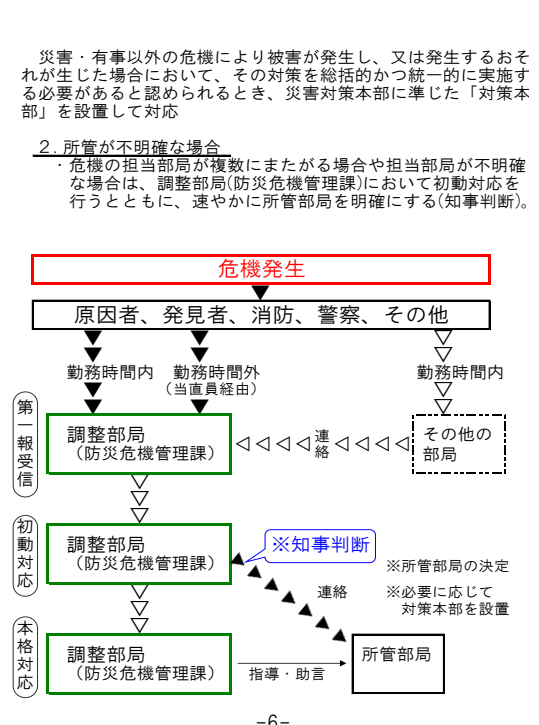 災害・有事以外の危機により被害が発生し、又は発生するおそ
れが生じた場合において、その対策を総括的かつ統一的に実施す
る必要があると認められるとき、災害対策本部に準じた「対策本
部」を設置して対応
２．所管が不明確な場合
・危機の担当部局が複数にまたがる場合や担当部局が不明確
な場合は、調整部局(防災危機管理課)において初動対応を
行うとともに、速やかに所管部局を明確にする(知事判断)。
危機発生
原因者、発見者、消防、警察、その他
勤務時間内
勤務時間外
（当直員経由）
勤務時間内
第一報受信
調整部局
（防災危機管理課）
連絡
その他の
部局
初動対応
調整部局
（防災危機管理課）
※知事判断
※所管部局の決定
※必要に応じて
対策本部を設置
連絡
本格対応
調整部局
（防災危機管理課）
指導・助言
所管部局
-6-